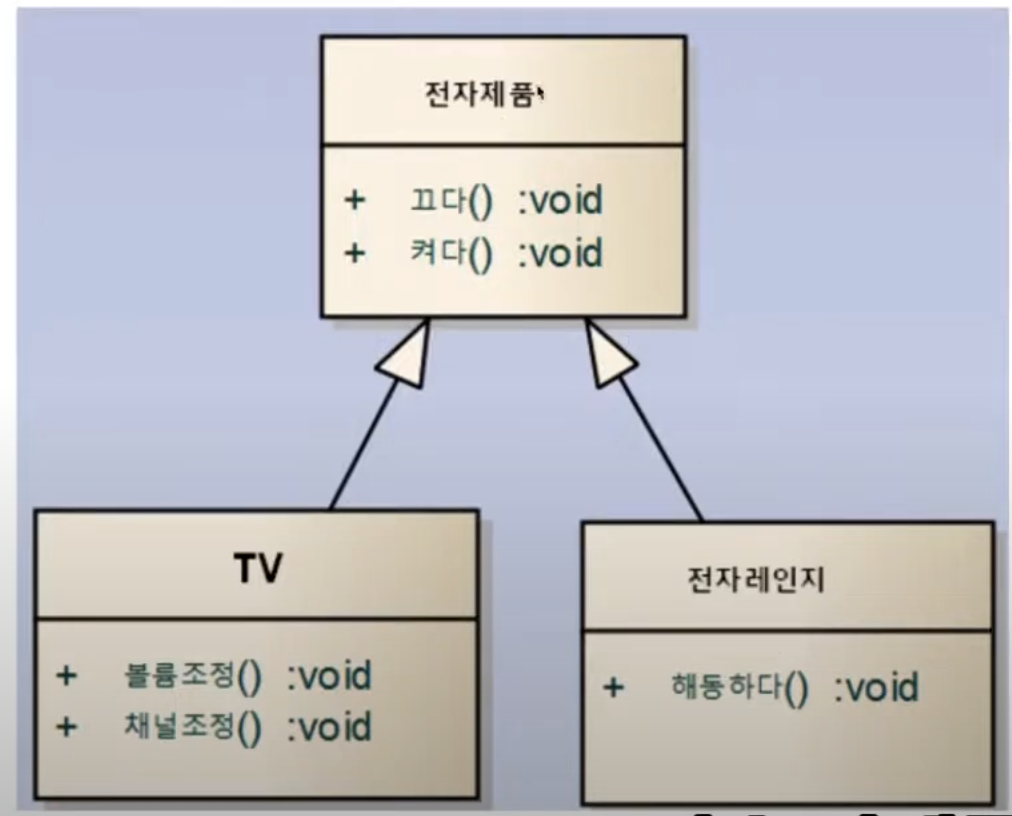 전자제품
+ 끄다() :void
+ 켜다() :void
TV
+ 볼륨조정() :void
+ 채널조정() :void
전자레인지
+ 해동하다() :void